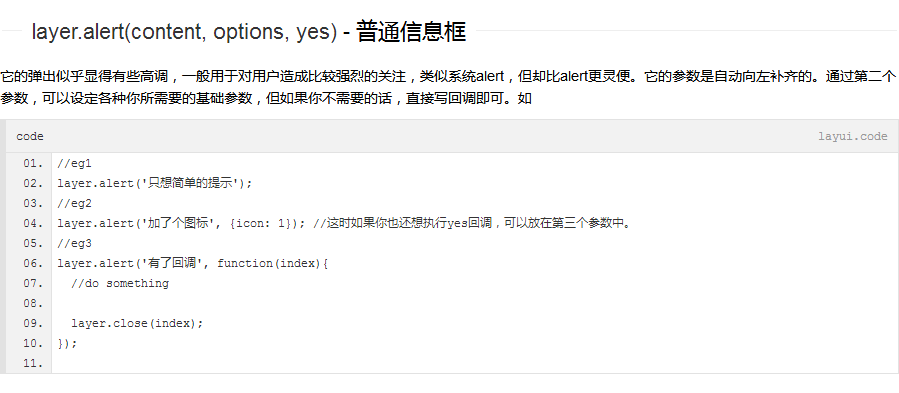 layer.alert(content, options, yes) - 普通信息框
它的弹出似乎显得有些高调，一般用于对用户造成比较强烈的关注，类似系统alert，但却比alert更灵便。它的参数是自动向左补齐的。通过第二个
参数，可以设定各种你所需要的基础参数，但如果你不需要的话，直接写回调即可。如
code layui.code
01. //eg1
02. layer.alert('只想简单的提示');
03. //eg2
04. layer.alert('加了个图标', {icon: 1}); //这时如果你也还想执行yes回调，可以放在第三个参数中。
05. //eg3
06. layer.alert('有了回调', function(index){
07. //do something
08.
09. layer.close(index);
10. });
11.